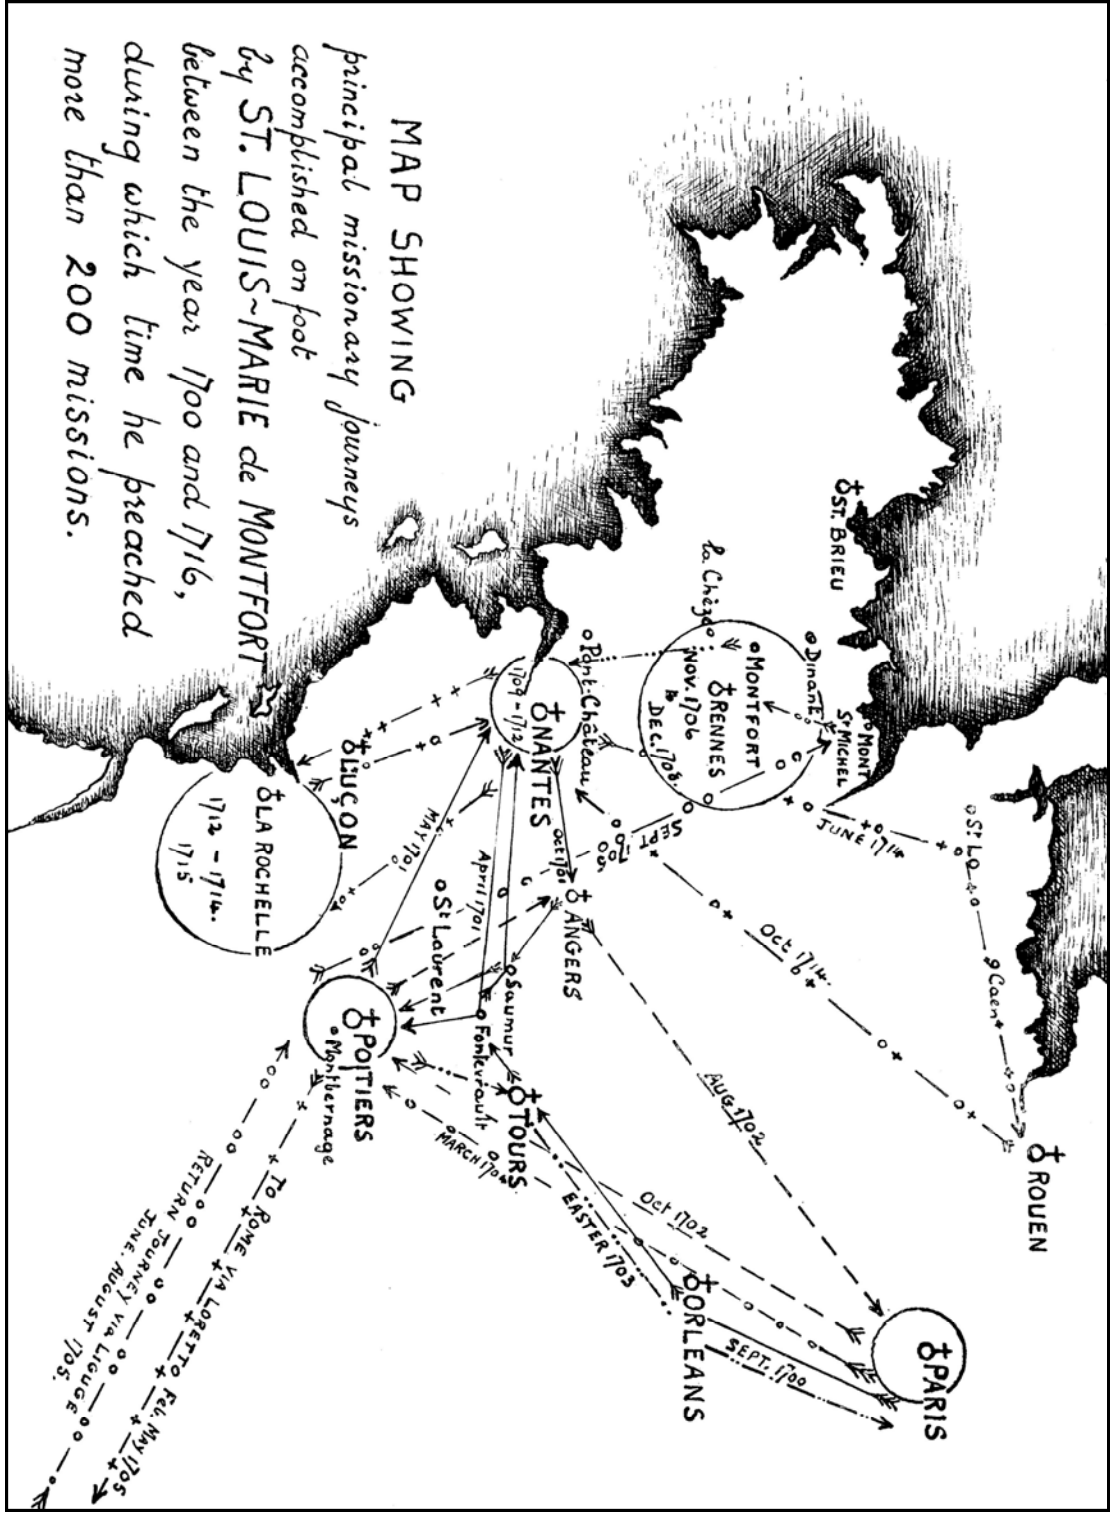 MAP SHOWING
principal missionary journeys
accomplished on foot
by ST. LOUIS~MARIE de MONTFORT
between the year 1700 and 1716,
during which time he preached
more than 200 missions.
ST. BRIEU
la Chèze
Dinant
MONT
ST MICHEL
MONTFORT
RENNES
NOV. 1706
to
DEC. 1708.
Pont-Château
St Lo
Caen
ROUEN
JUNE 1714
SEPT 1706
Oct 1714.
NANTES
1709-1712
Oct 1701
ANGERS
AUG 1702
LUÇON
LA ROCHELLE
1712-1714.
1715
MAY 1701
April 1701
St Laurent
Saumur
Fontevrault
TOURS
POITIERS
Montbernage
MARCH 1704
EASTER 1703
Oct 1702
ORLEANS
SEPT. 1700
PARIS
TO ROME VIA LORETTO Feb. MAY 1705
RETURN JOURNEY via LIGUGE
JUNE. AUGUST 1705.